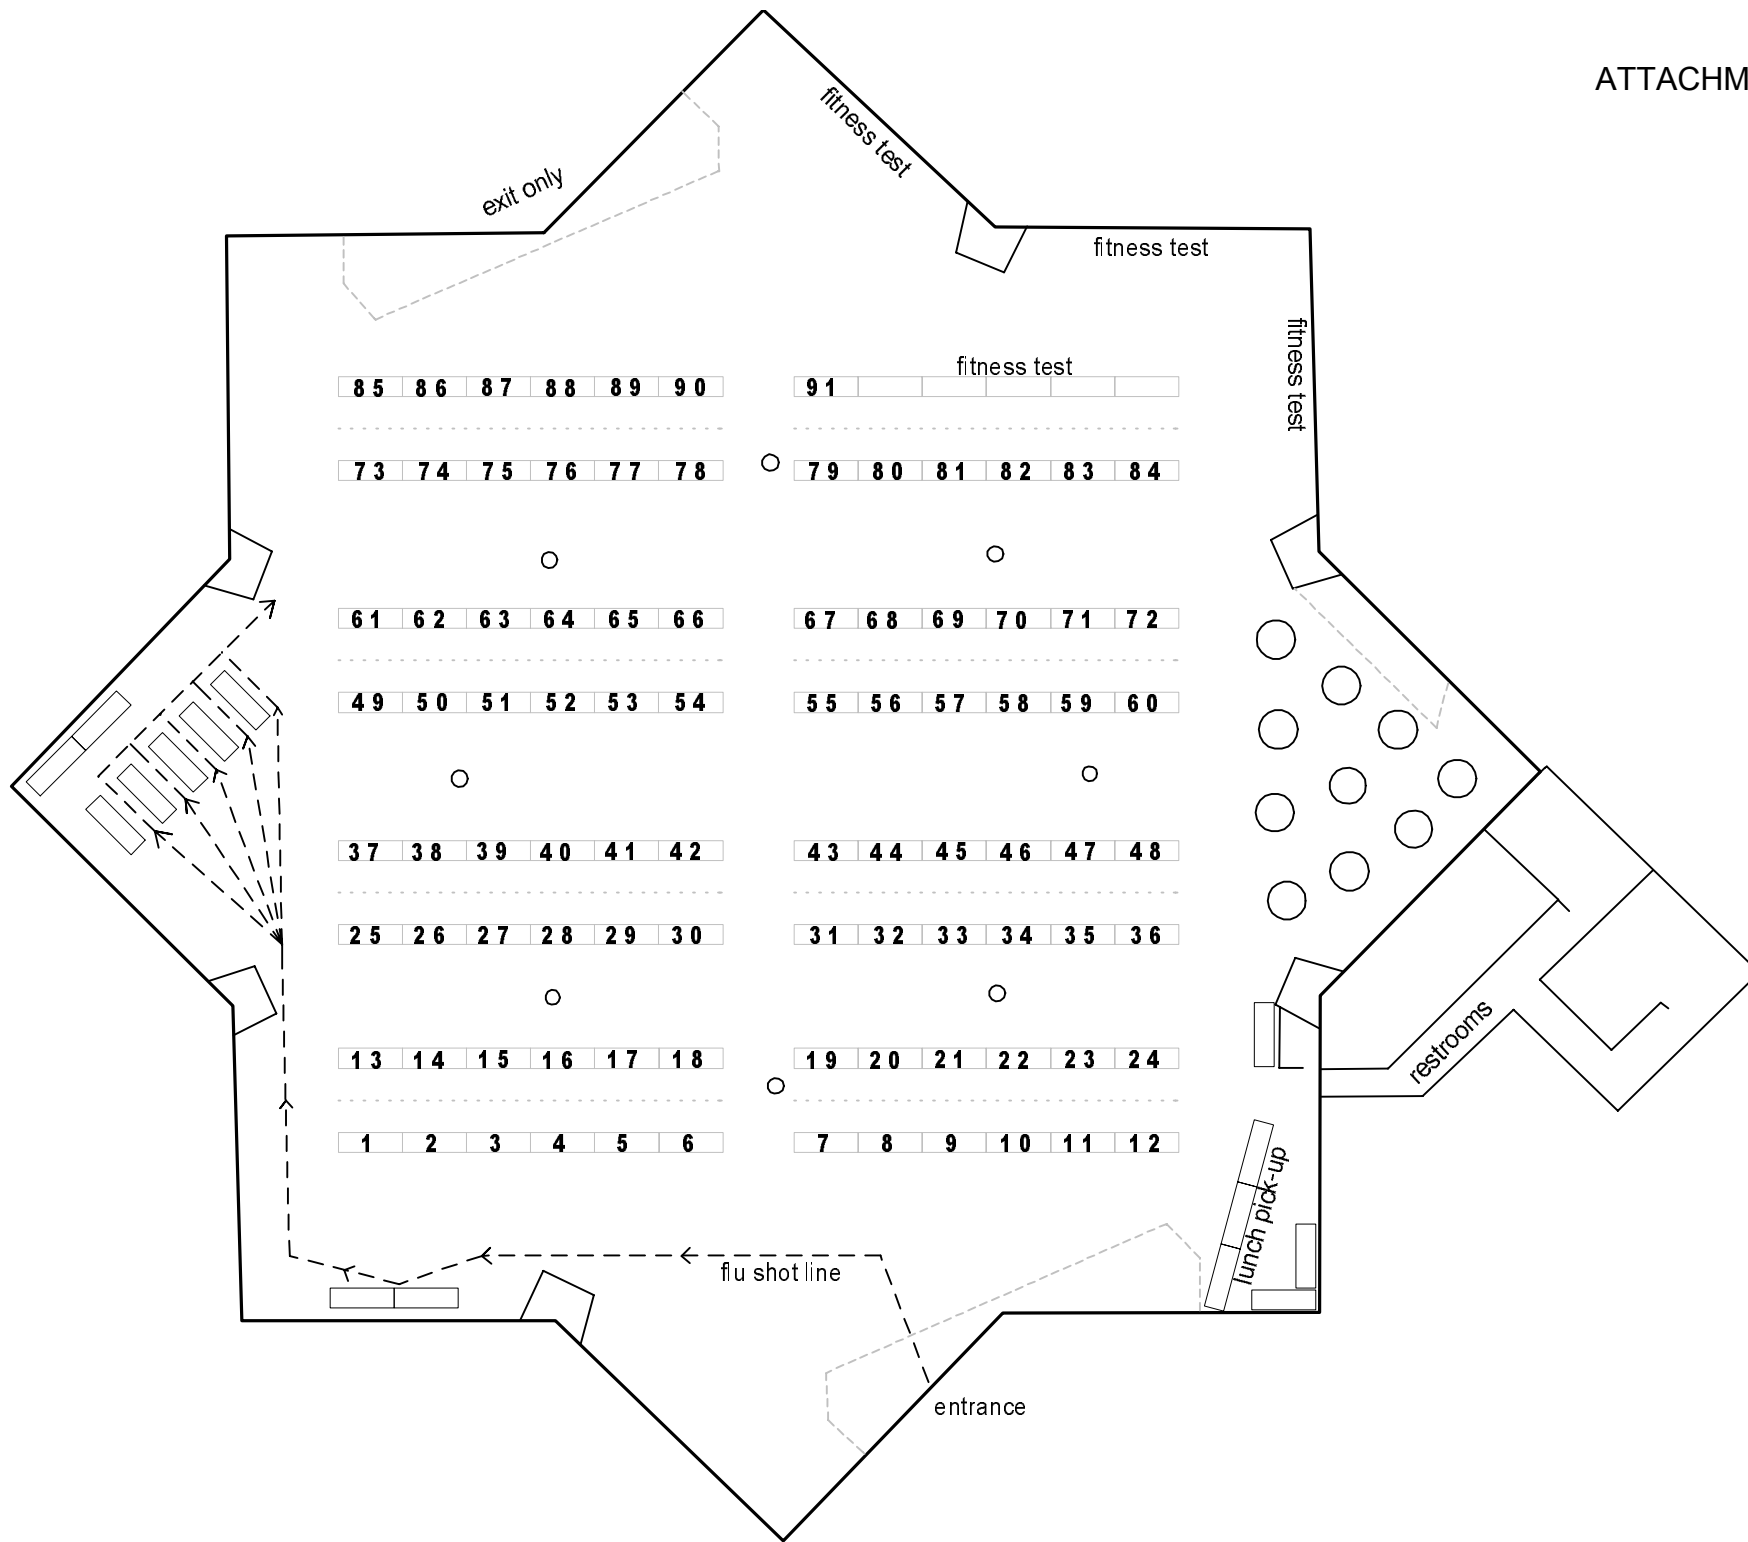 ATTACHM
fitness test
exit only
fitness test
fitness test
fitness test
85 86 87 88 89 90 91
73 74 75 76 77 78 79 80 81 82 83 84
61 62 63 64 65 66 67 68 69 70 71 72
49 50 51 52 53 54 55 56 57 58 59 60
37 38 39 40 41 42 43 44 45 46 47 48
25 26 27 28 29 30 31 32 33 34 35 36
restrooms
13 14 15 16 17 18 19 20 21 22 23 24
1 2 3 4 5 6 7 8 9 10 11 12
lunch pick-up
flu shot line
entrance